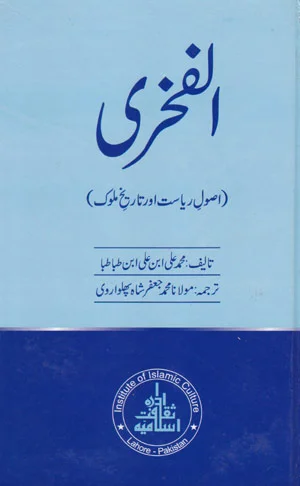 الفخری
(اصولِ ریاست اور تاریخِ ملوک)
تالیف: محمد علی ابن علی ابن طباطبا
ترجمہ: مولانا محمد جعفر شاہ پھلواروی
Institute of Islamic Culture
ادارہ
ثقافت
اسلامیہ
Lahore - Pakistan